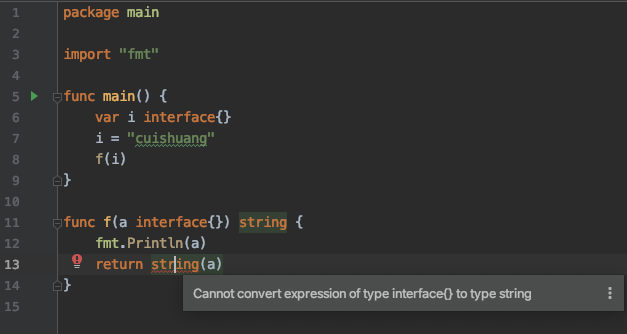 1 package main
2
3 import "fmt"
4
5 func main() {
6 var i interface{}
7 i = "cuishuang"
8 f(i)
9 }
10
11 func f(a interface{}) string {
12 fmt.Println(a)
13 return string(a)
14 }
Cannot convert expression of type interface{} to type string
15